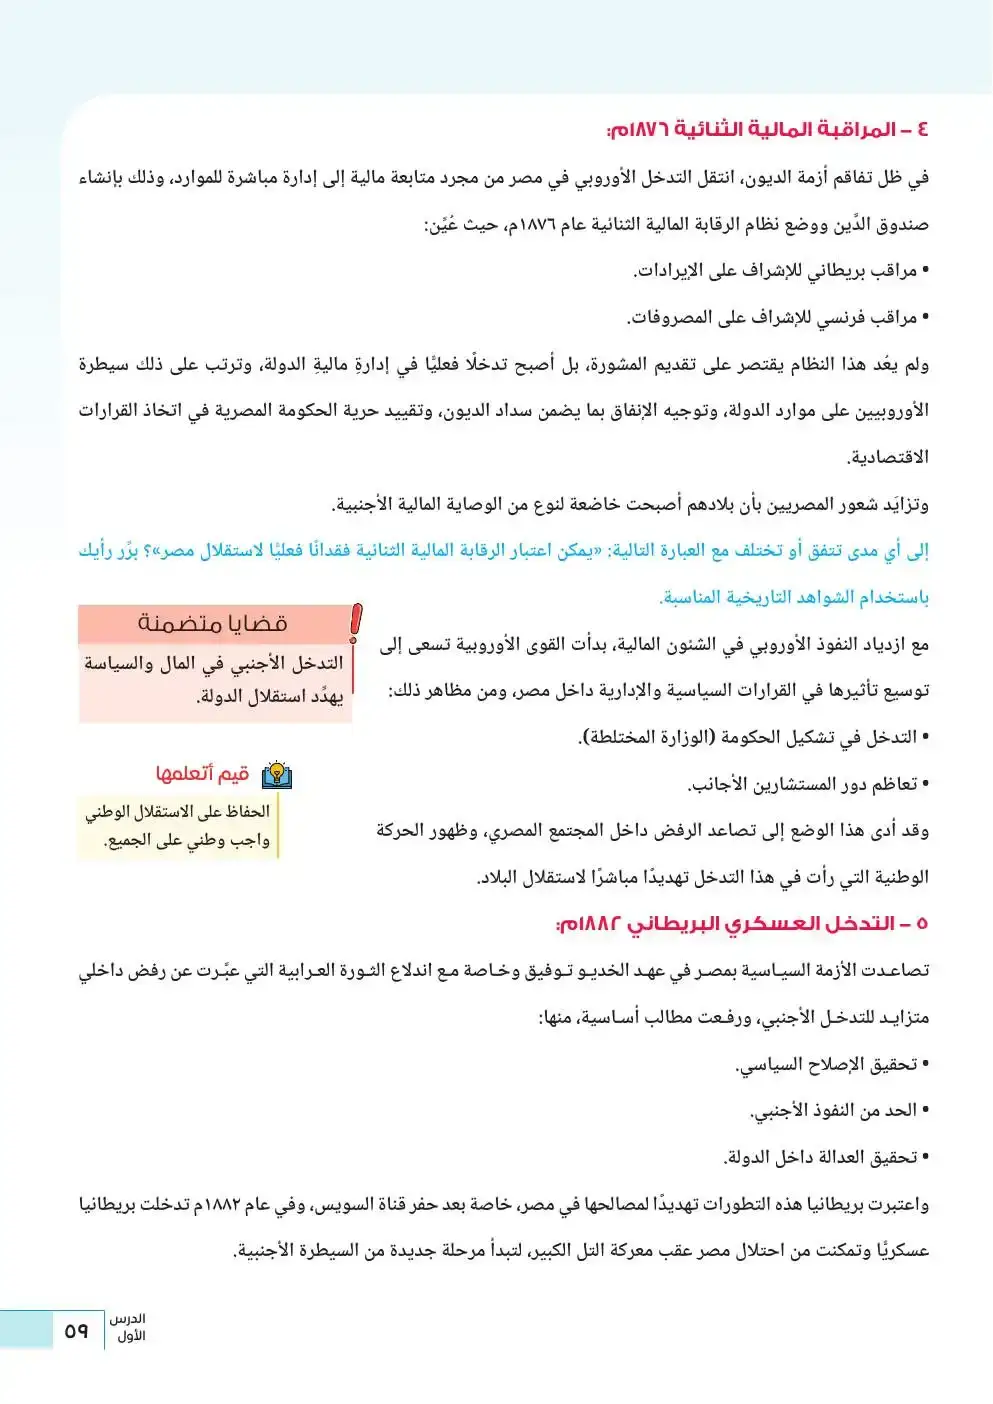 ٤ - المراقبة المالية الثنائية ١٨٧٦م:
في ظل تفاقم أزمة الديون، انتقل التدخل الأوروبي في مصر من مجرد متابعة مالية إلى إدارة مباشرة للموارد، وذلك بإنشاء
صندوق الدَّين ووضع نظام الرقابة المالية الثنائية عام ١٨٧٦م، حيث عُيِّن:
• مراقب بريطاني للإشراف على الإيرادات.
• مراقب فرنسي للإشراف على المصروفات.
ولم يعُد هذا النظام يقتصر على تقديم المشورة، بل أصبح تدخلًا فعليًّا في إدارةِ ماليةِ الدولة، وترتب على ذلك سيطرة
الأوروبيين على موارد الدولة، وتوجيه الإنفاق بما يضمن سداد الديون، وتقييد حرية الحكومة المصرية في اتخاذ القرارات
الاقتصادية.
وتزايَد شعور المصريين بأن بلادهم أصبحت خاضعة لنوع من الوصاية المالية الأجنبية.
إلى أي مدى تتفق أو تختلف مع العبارة التالية: «يمكن اعتبار الرقابة المالية الثنائية فقدانًا فعليًّا لاستقلال مصر»؟ برِّر رأيك
باستخدام الشواهد التاريخية المناسبة.
مع ازدياد النفوذ الأوروبي في الشئون المالية، بدأت القوى الأوروبية تسعى إلى
توسيع تأثيرها في القرارات السياسية والإدارية داخل مصر، ومن مظاهر ذلك:
• التدخل في تشكيل الحكومة (الوزارة المختلطة).
• تعاظم دور المستشارين الأجانب.
وقد أدى هذا الوضع إلى تصاعد الرفض داخل المجتمع المصري، وظهور الحركة
الوطنية التي رأت في هذا التدخل تهديدًا مباشرًا لاستقلال البلاد.
قضايا متضمنة
التدخل الأجنبي في المال والسياسة
يهدِّد استقلال الدولة.
قيم أتعلمها
الحفاظ على الاستقلال الوطني
واجب وطني على الجميع.
٥ - التدخل العسكري البريطاني ١٨٨٢م:
تصاعدت الأزمة السياسية بمصر في عهد الخديو توفيق وخاصة مع اندلاع الثورة العرابية التي عبَّرت عن رفض داخلي
متزايد للتدخل الأجنبي، ورفعت مطالب أساسية، منها:
• تحقيق الإصلاح السياسي.
• الحد من النفوذ الأجنبي.
• تحقيق العدالة داخل الدولة.
واعتبرت بريطانيا هذه التطورات تهديدًا لمصالحها في مصر، خاصة بعد حفر قناة السويس، وفي عام ١٨٨٢م تدخلت بريطانيا
عسكريًّا وتمكنت من احتلال مصر عقب معركة التل الكبير، لتبدأ مرحلة جديدة من السيطرة الأجنبية.
الدرس
الأول
٥٩